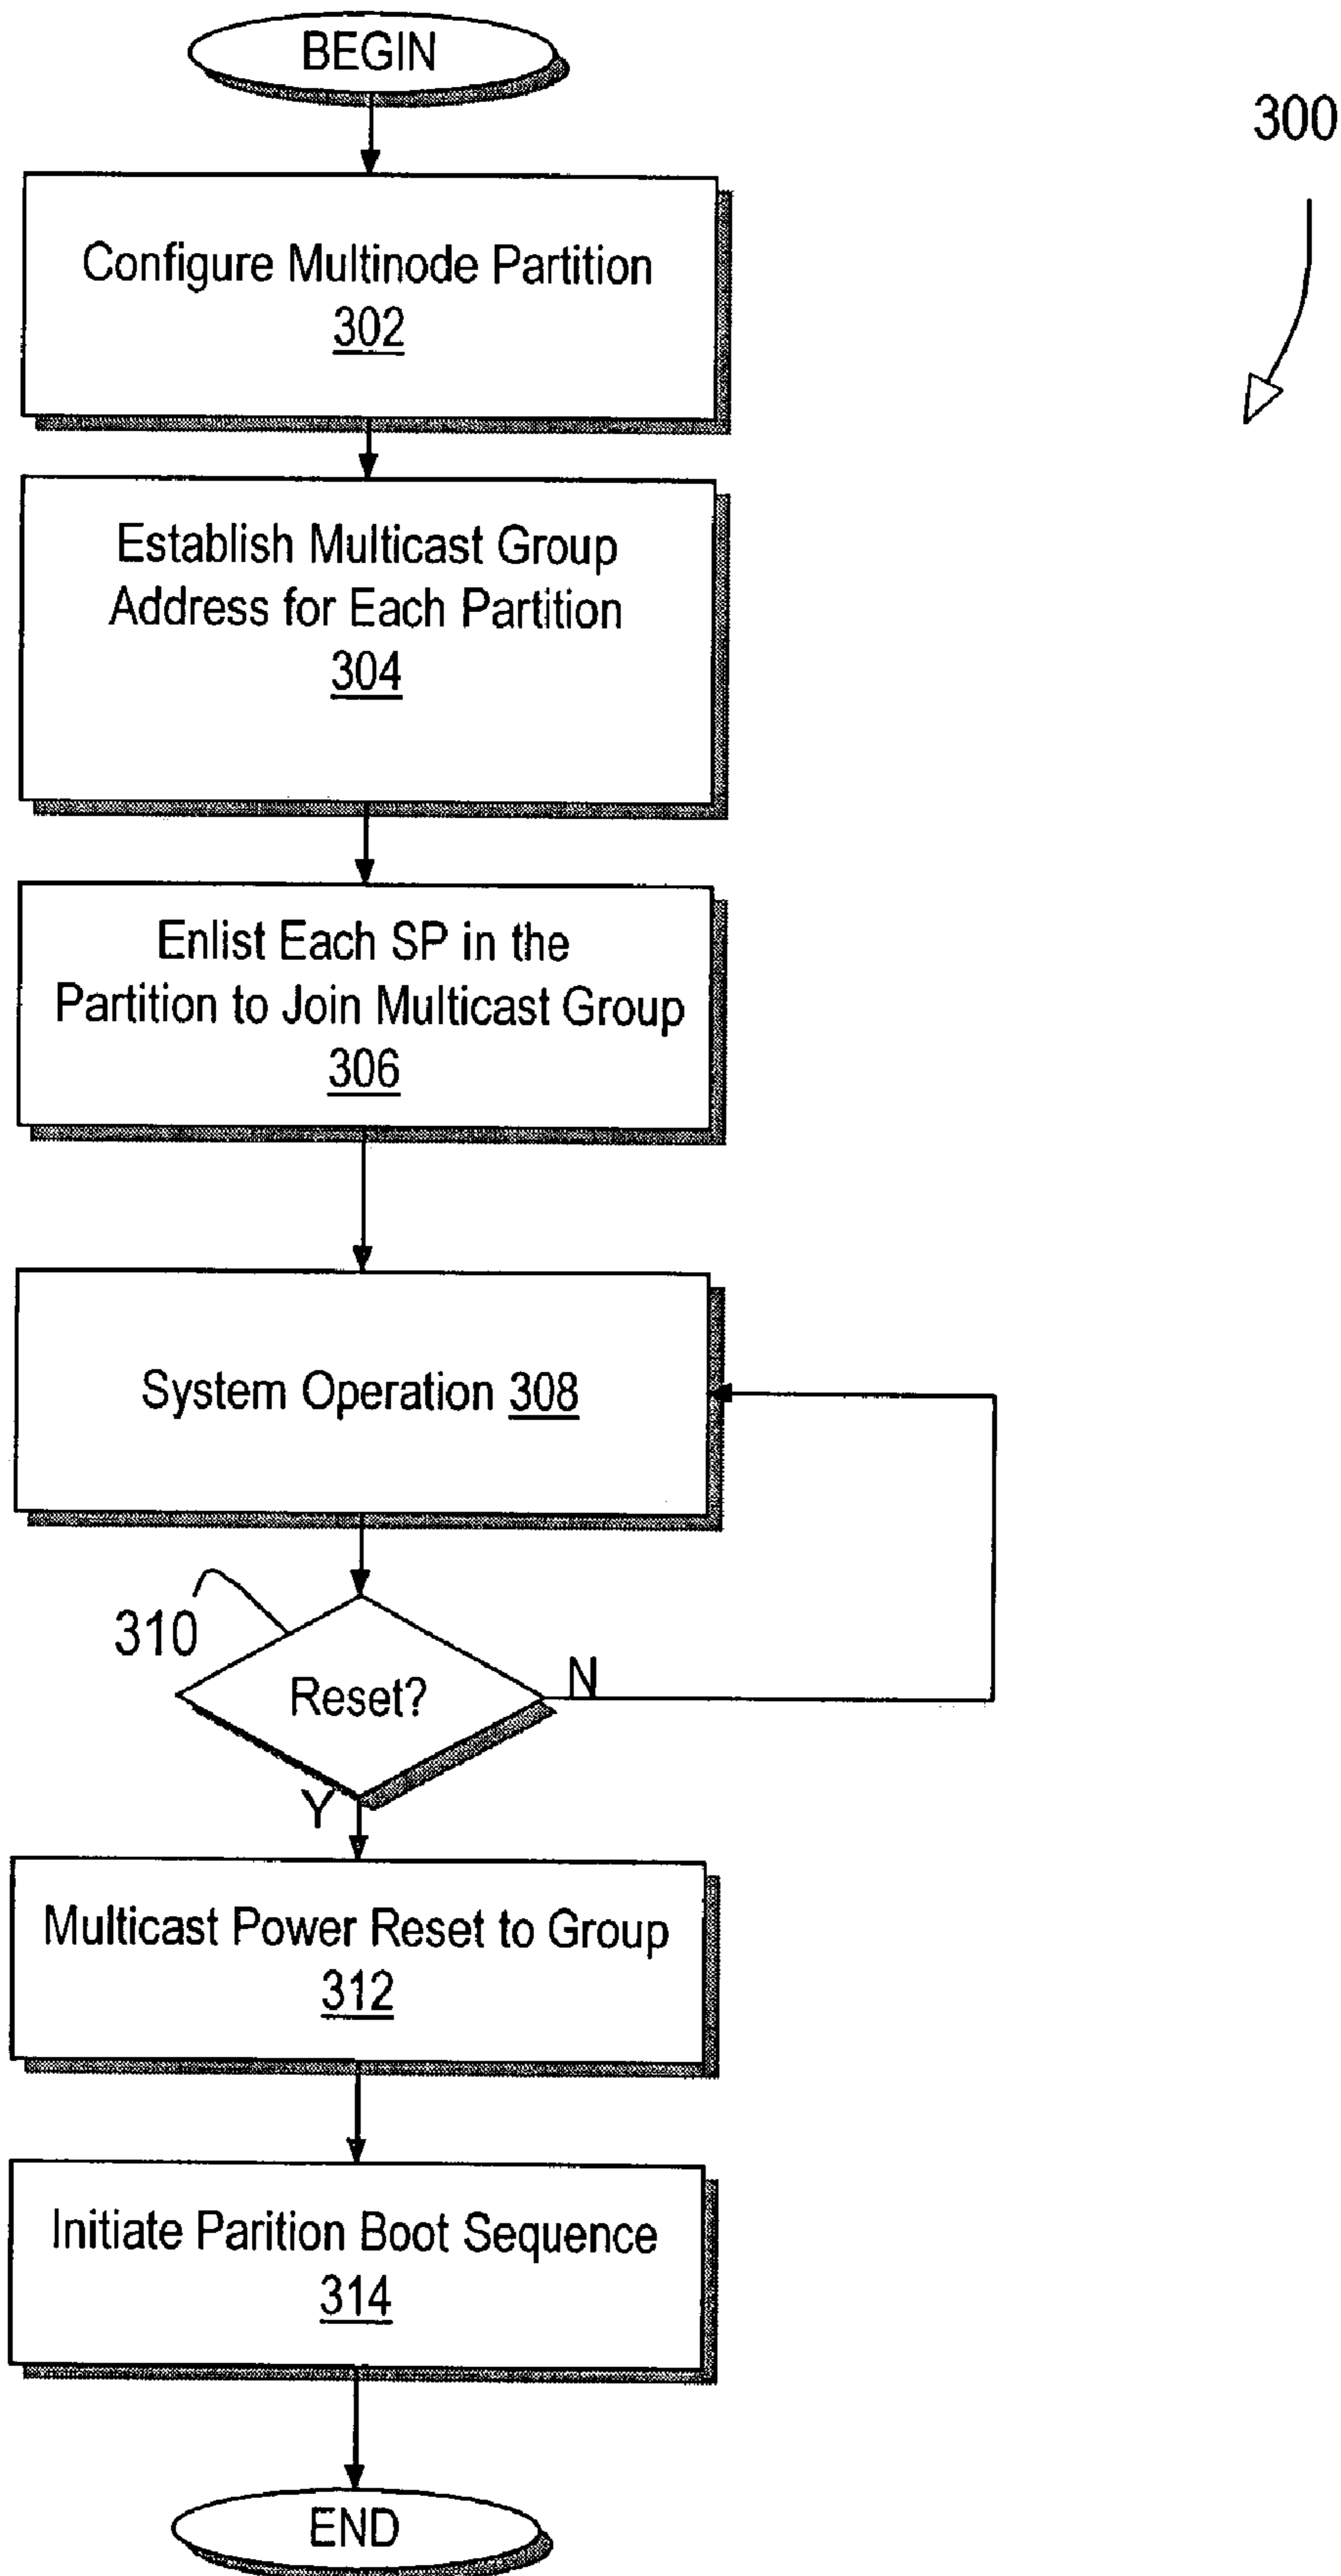 BEGIN
300
Configure Multinode Partition
302
Establish Multicast Group
Address for Each Partition
304
Enlist Each SP in the
Partition to Join Multicast Group
306
System Operation 308
310
Reset?
N
Y
Multicast Power Reset to Group
312
Initiate Parition Boot Sequence
314
END